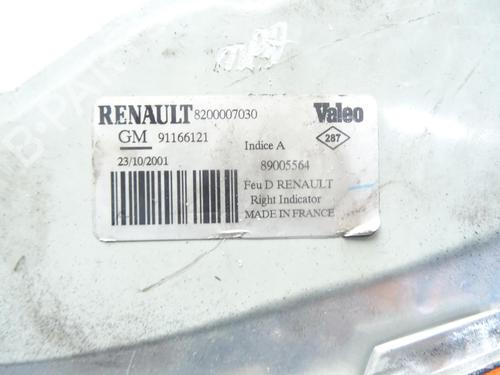 RENAULT 8200007030 Valeo
GM 91166121 Indice A 287
23/10/2001 89005564
Feu D RENAULT
Right Indicator
MADE IN FRANCE